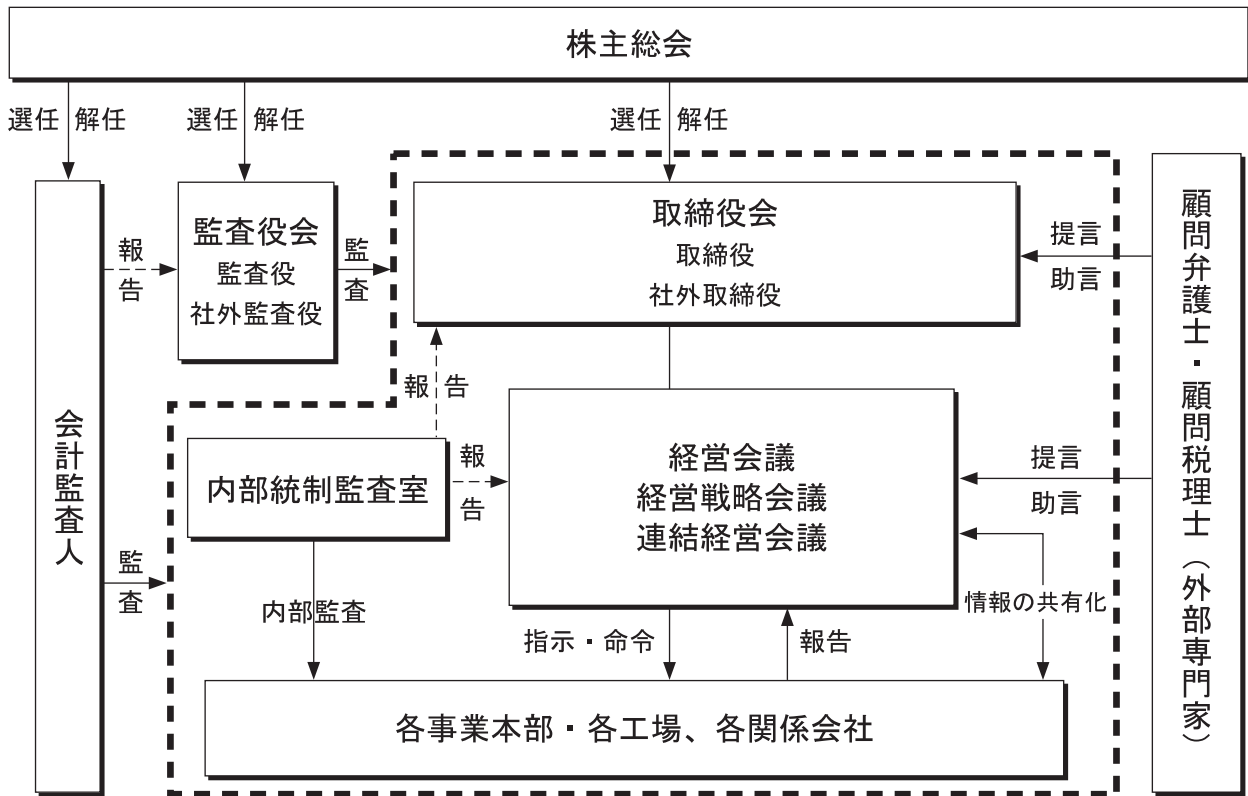 株主総会
選任 解任
選任 解任
選任 解任
監査役会
監査役
社外監査役
取締役会
取締役
社外取締役
報告
監査
提言
助言
報告
顧問弁護士・顧問税理士（外部専門家）
会計監査人
内部統制監査室
報告
経営会議
経営戦略会議
連結経営会議
提言
助言
監査
内部監査
指示・命令
報告
情報の共有化
各事業本部・各工場、各関係会社